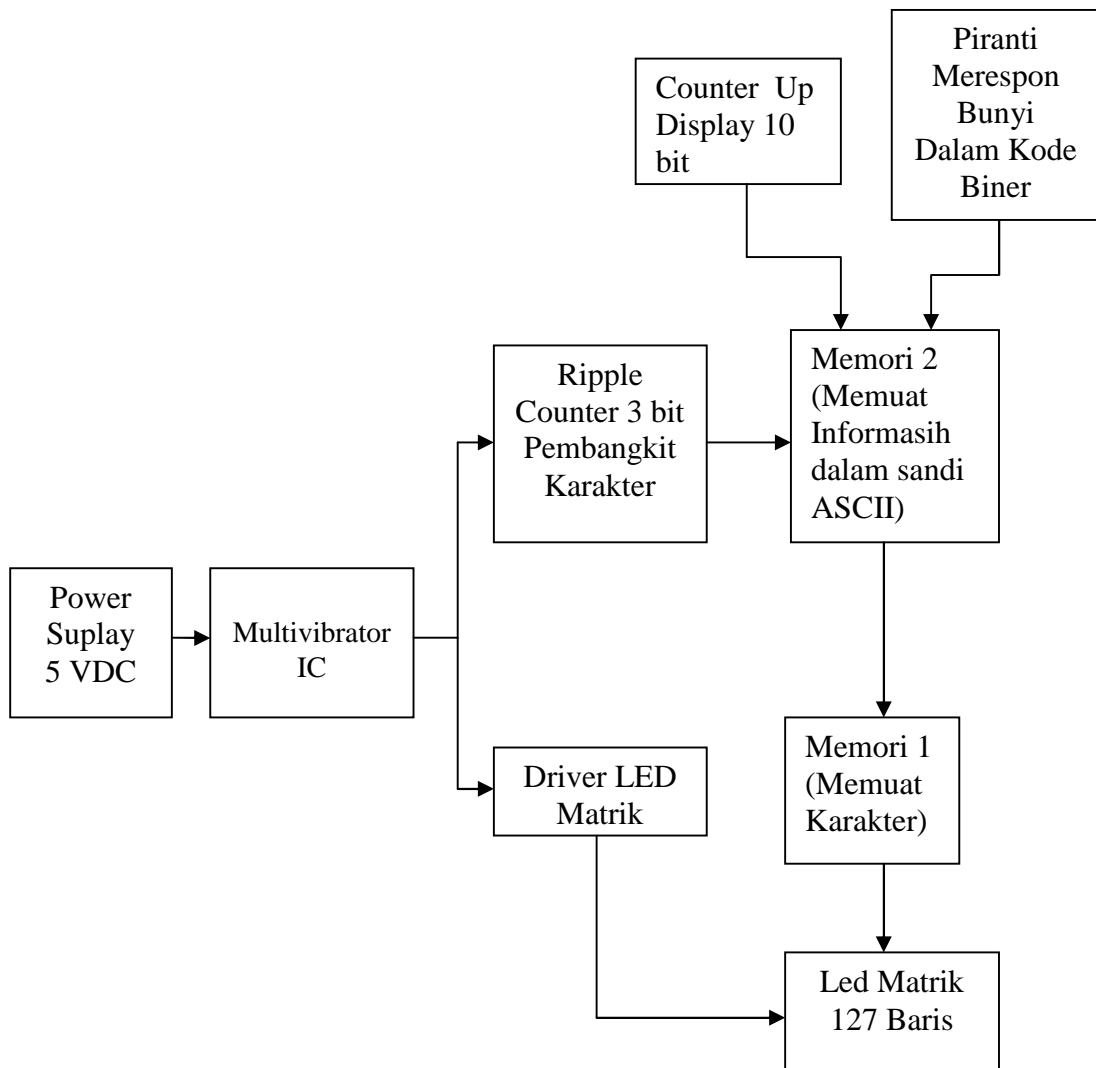 Piranti
Merespon
Bunyi
Dalam Kode
Biner
Counter Up
Display 10
bit
Ripple
Counter 3 bit
Pembangkit
Karakter
Memori 2
(Memuat
Informasih
dalam sandi
ASCII)
Power
Suplay
5 VDC
Multivibrator
IC
Driver LED
Matrik
Memori 1
(Memuat
Karakter)
Led Matrik
127 Baris